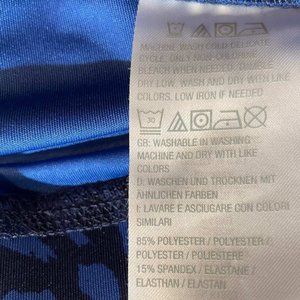 MACHINE WASH COLD DELICATE
CYCLE. ONLY NON-CHLORINE
BLEACH WHEN NEEDED. TUMBLE
DRY LOW. WASH AND DRY WITH LIKE
COLORS. LOW IRON IF NEEDED
30
GB: WASHABLE IN WASHING
MACHINE AND DRY WITH LIKE
COLORS
D: WASCHEN UND TROCKNEN MIT
ÄHNLICHEN FARBEN
I: LAVARE E ASCIUGARE CON COLORI
SIMILARI
85% POLYESTER / POLYESTER /
POLYESTER / POLIESTERE
15% SPANDEX / ELASTANE /
ELASTHAN / ELASTAN